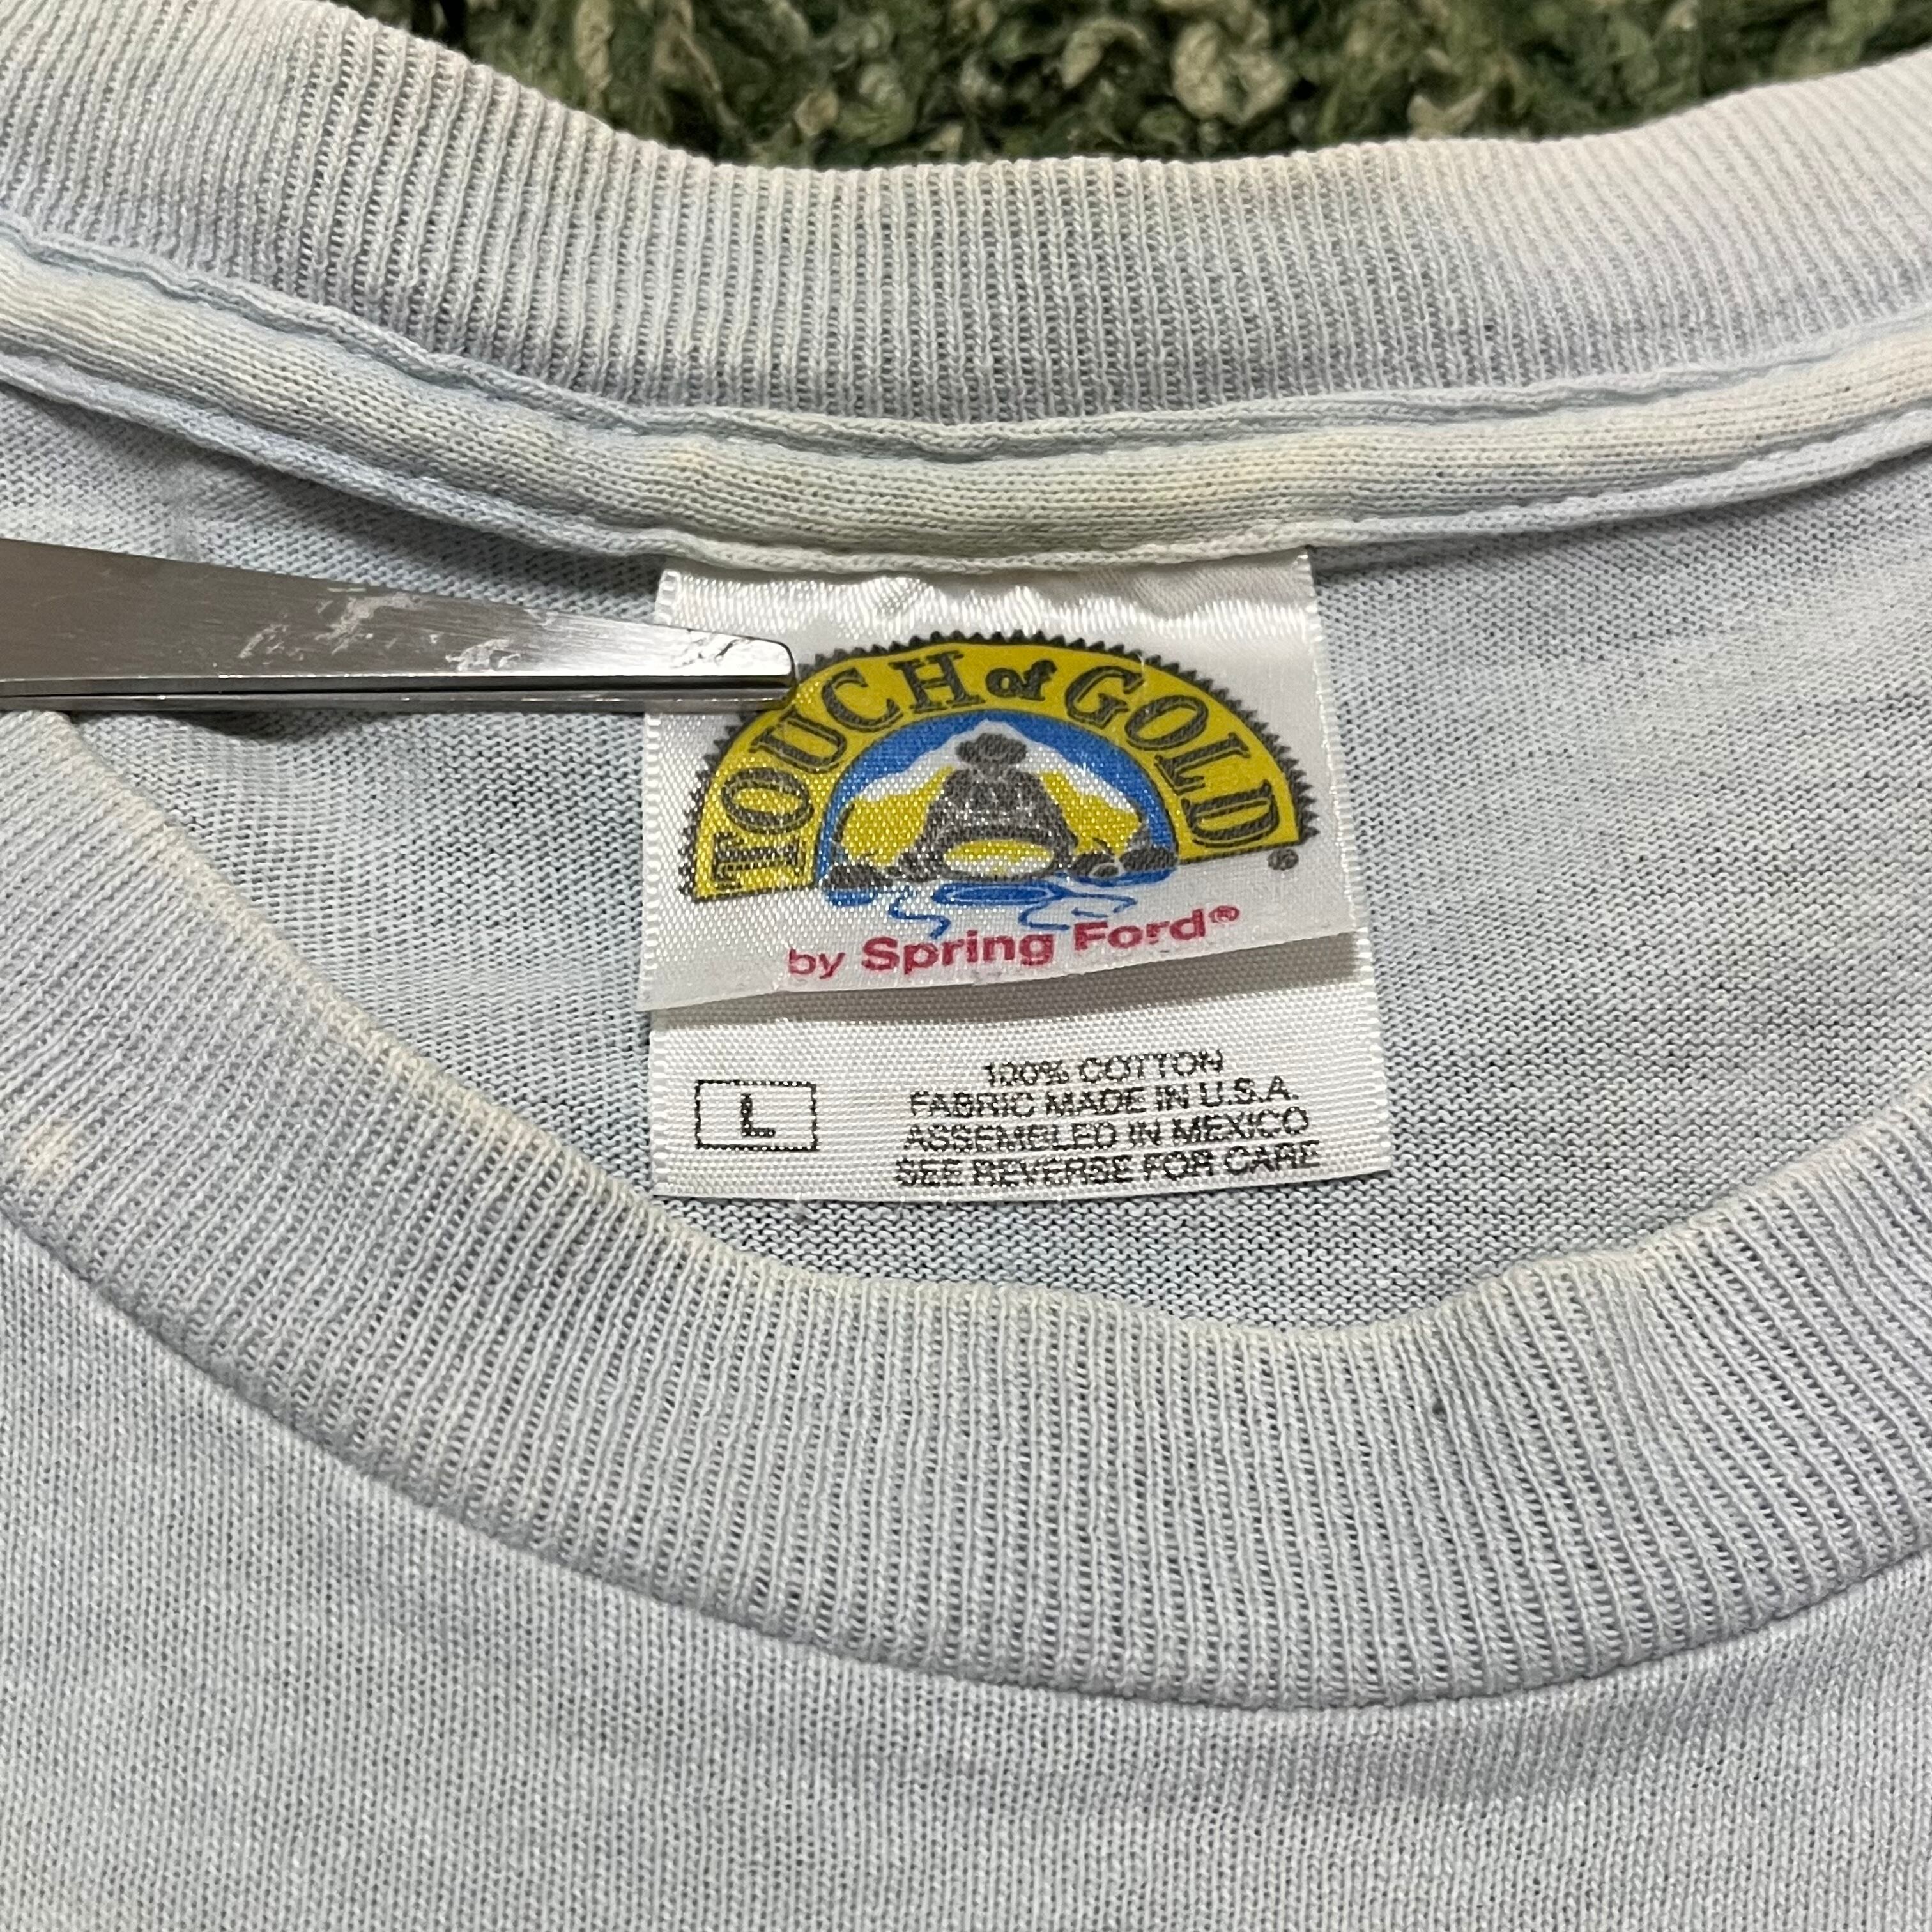 TOUCH of GOLD ®
by Spring Ford®
L
100% COTTON
FABRIC MADE IN U.S.A.
ASSEMBLED IN MEXICO
SEE REVERSE FOR CARE